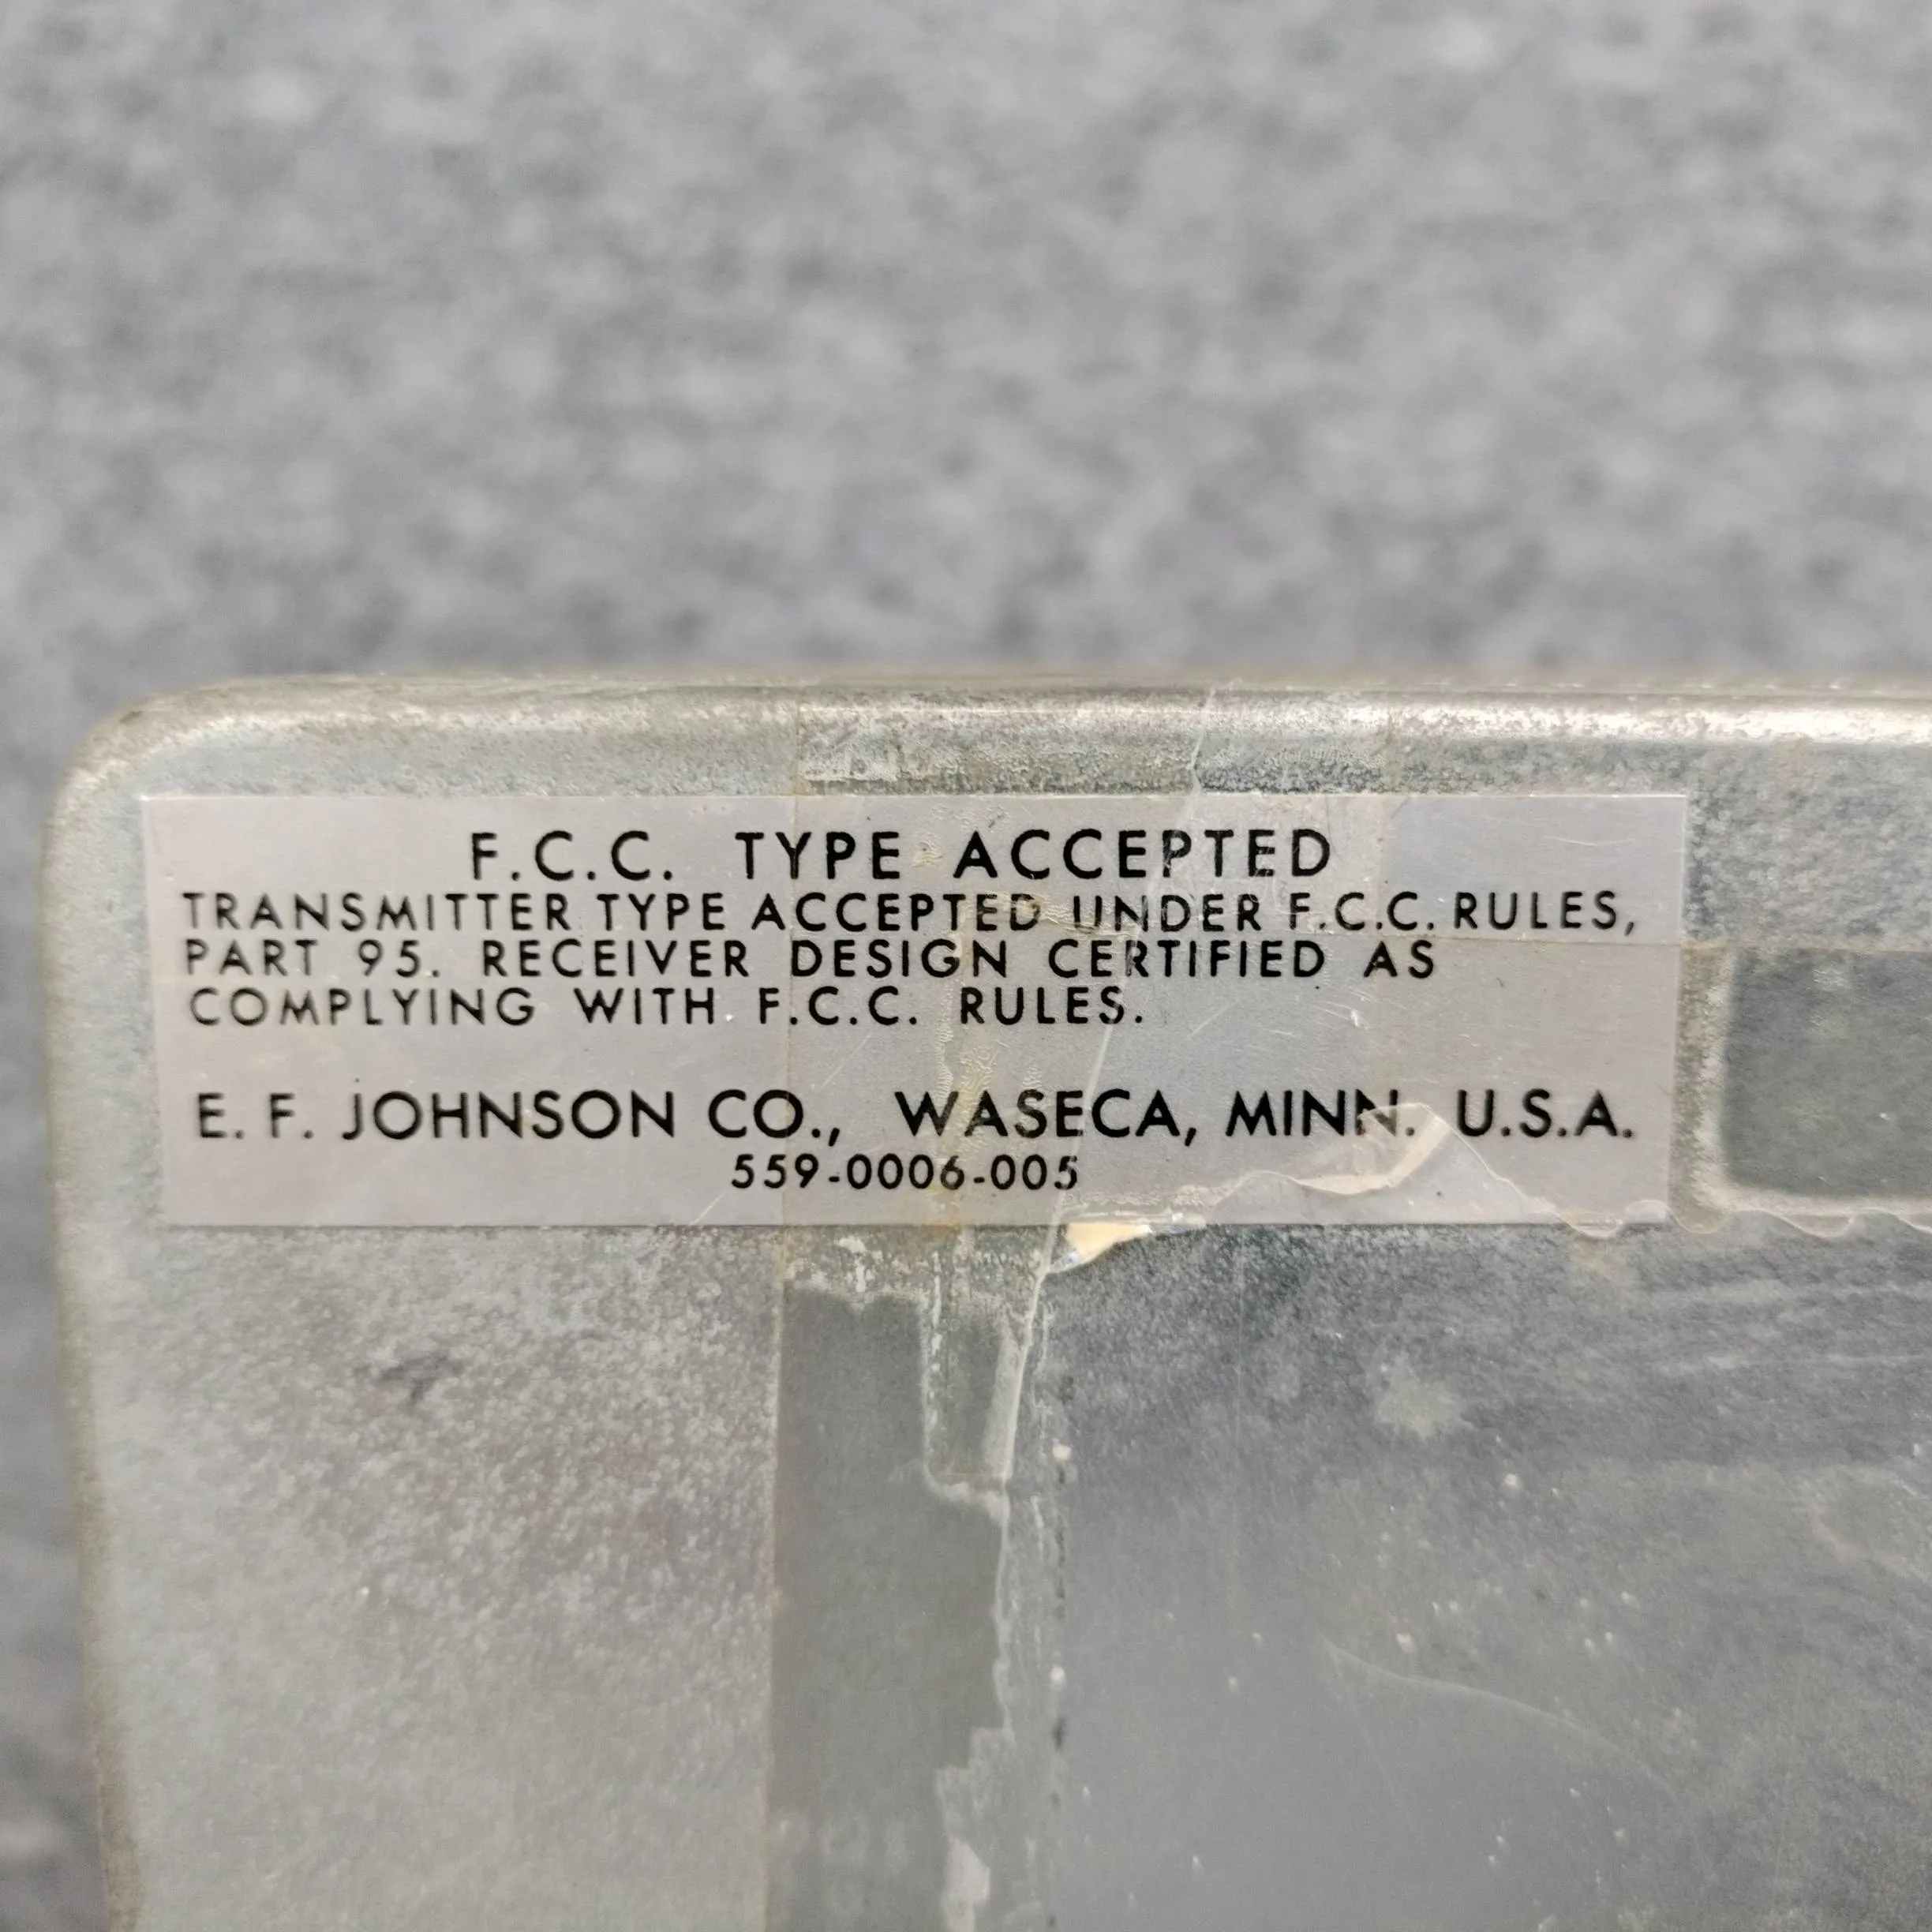 F.C.C. TYPE ACCEPTED
TRANSMITTER TYPE ACCEPTED UNDER F.C.C. RULES,
PART 95. RECEIVER DESIGN CERTIFIED AS
COMPLYING WITH F.C.C. RULES.
E. F. JOHNSON CO., WASECA, MINN. U.S.A.
559-0006-005